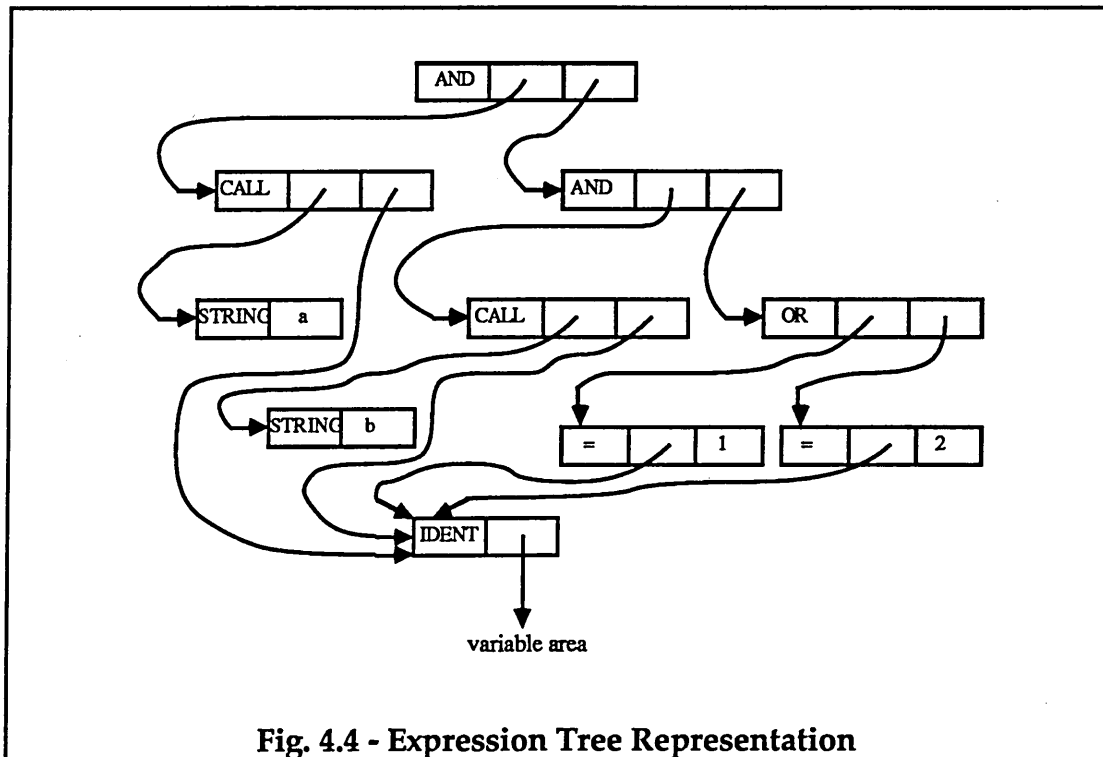 AND
CALL
AND
STRING a
CALL
OR
STRING b
= 1
= 2
IDENT
variable area
Fig. 4.4 - Expression Tree Representation